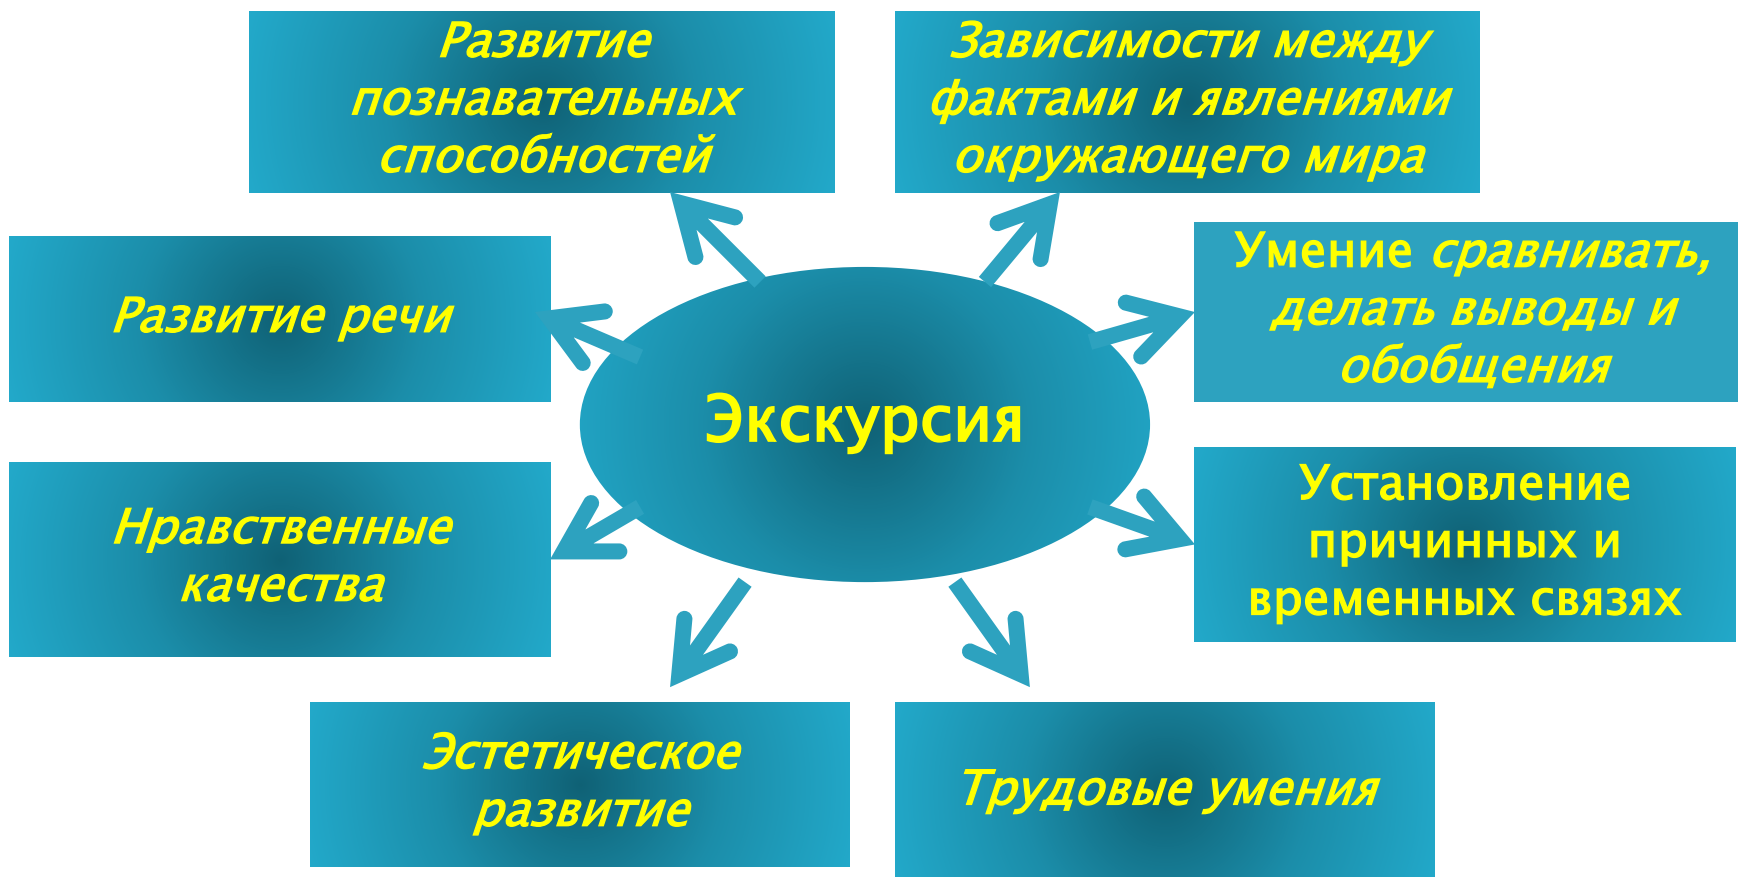 Развитие
познавательных
способностей
Зависимости между
фактами и явлениями
окружающего мира
Развитие речи
Умение сравнивать,
делать выводы и
обобщения
Экскурсия
Нравственные
качества
Установление
причинных и
временных связях
Эстетическое
развитие
Трудовые умения